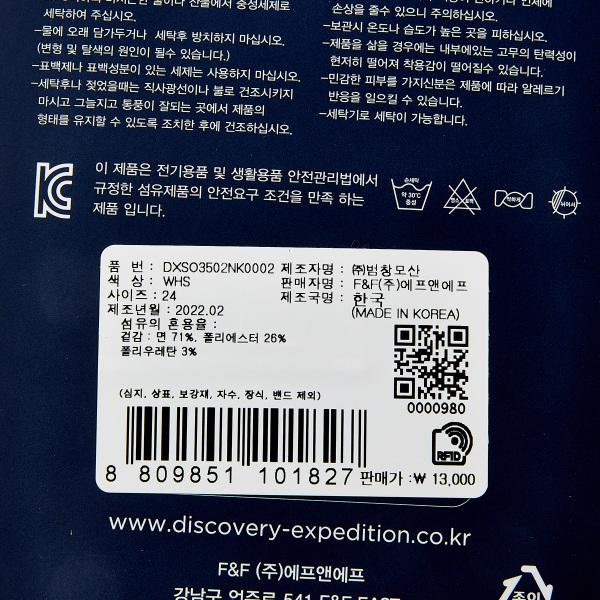 세탁하여 주십시오.
-물에 오래 담가두거나 세탁후 방치하지 마십시오.
(변형 및 탈색의 원인이 될수 있습니다.)
-표백제나 표백성분이 있는 세제는 사용하지 마십시오.
-세탁후나 젖었을때는 직사광선이나 불로 건조시키지
마시고 그늘지고 통풍이 잘되는 곳에서 제품의
형태를 유지할 수 있도록 조치한 후에 건조하십시오.
손상을 줄수 있으니 주의하십시오.
-보관시 온도나 습도가 높은 곳을 피하십시오.
-제품을 삶을 경우에는 내부에있는 고무의 탄력성이
현저히 떨어져 착용감이 떨어질수 있습니다.
-민감한 피부를 가지신분은 제품에 따라 알레르기
반응을 일으킬 수 있습니다.
-세탁기로 세탁이 가능합니다.
이 제품은 전기용품 및 생활용품 안전관리법에서
규정한 섬유제품의 안전요구 조건을 만족 하는
제품 입니다.
손세탁
약 30℃
중성
품 번 : DXSO3502NK0002 제조자명 : ㈜범창모산
색 상 : WHS 판매자명 : F&F(주)에프앤에프
사이즈 : 24 제조국명 : 한국
제조년월 : 2022.02 (MADE IN KOREA)
섬유의 혼용율 :
겉감 : 면 71%, 폴리에스터 26%
폴리우레탄 3%
0000980
(심지, 상표, 보강재, 자수, 장식, 밴드 제외)
RFID
8 809851 101827 판매가 : ₩ 13,000
www.discovery-expedition.co.kr
F&F (주)에프앤에프
강남구 언주로 541 F&F
종이